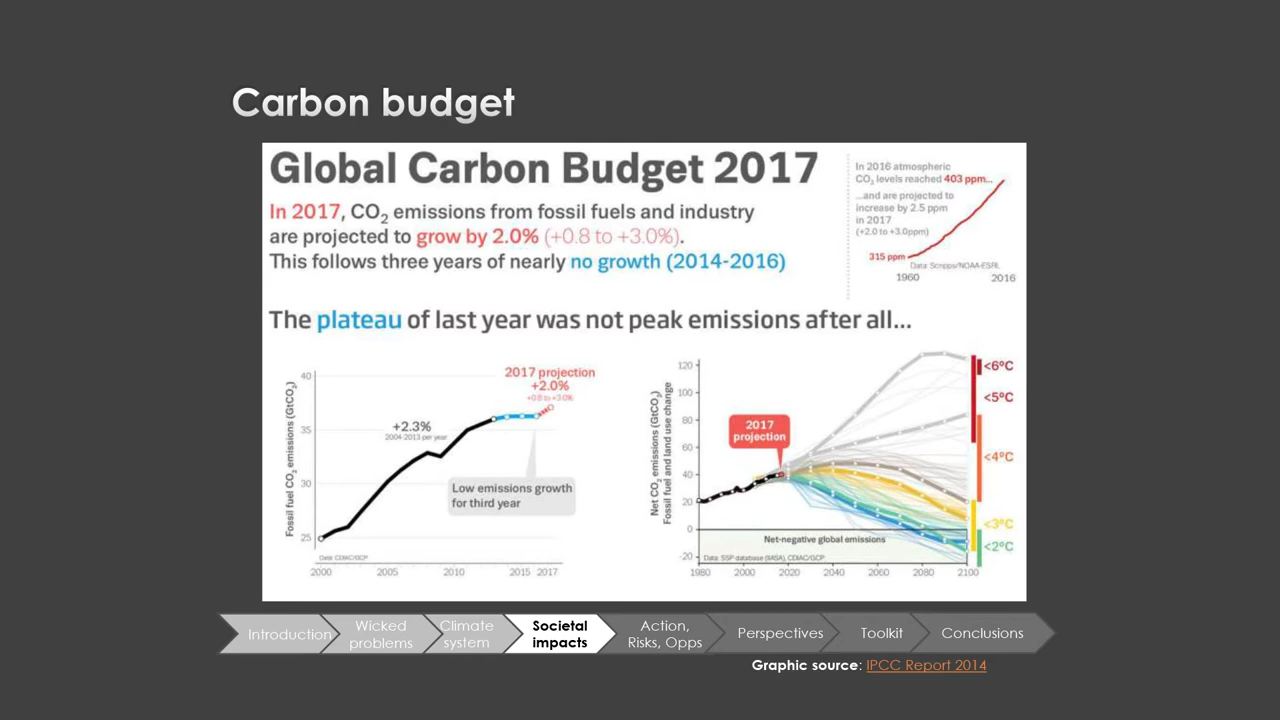 Carbon budget
Global Carbon Budget 2017
In 2017, CO₂ emissions from fossil fuels and industry
are projected to grow by 2.0% (+0.8 to +3.0%).
This follows three years of nearly no growth (2014-2016)
In 2016 atmospheric
CO₂ levels reached 403 ppm...
...and are projected to
increase by 2.5 ppm
in 2017
(+2.0 to +3.0ppm)
315 ppm
Data: Scripps/NOAA-ESRL
1960
2016
The plateau of last year was not peak emissions after all...
Fossil fuel CO₂ emissions (GtCO₂)
40
35
30
25
2017 projection
+2.0%
+0.8 to +3.0%
+2.3%
2004-2013 per year
Low emissions growth
for third year
Data: CDIAC/GCP
2000
2005
2010
2015
2017
Net CO₂ emissions (GtCO₂)
Fossil fuel and land use change
120
100
80
60
40
20
0
-20
2017
projection
Net-negative global emissions
Data: SSP database (IIASA), CDIAC/GCP
1980
2000
2020
2040
2060
2080
2100
<6°C
<5°C
<4°C
<3°C
<2°C
Introduction
Wicked
problems
Climate
system
Societal
impacts
Action,
Risks, Opps
Perspectives
Toolkit
Conclusions
Graphic source: IPCC Report 2014